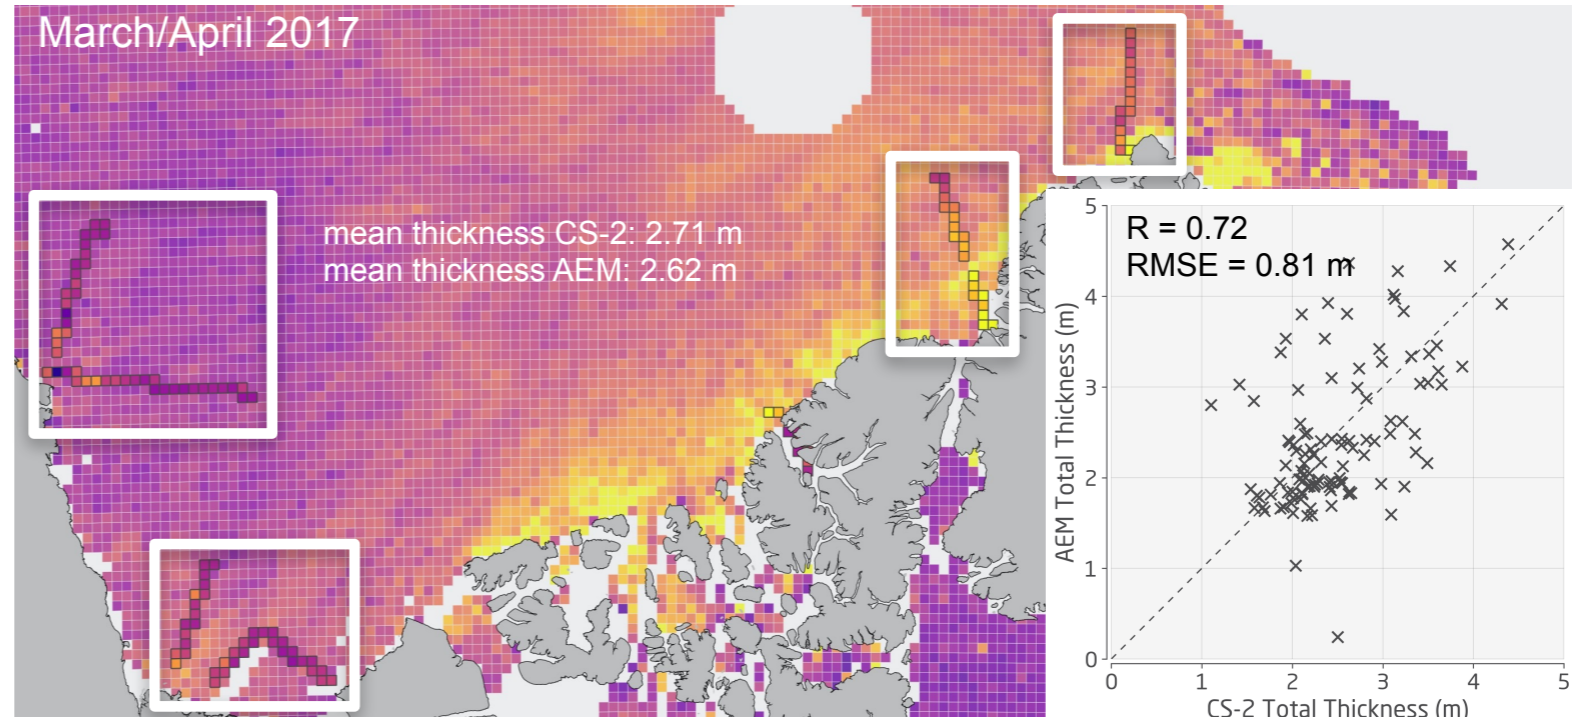 March/April 2017
mean thickness CS-2: 2.71 m
mean thickness AEM: 2.62 m
R = 0.72
RMSE = 0.81 m
AEM Total Thickness (m)
5
4
3
2
1
0
0 1 2 3 4 5
CS-2 Total Thickness (m)